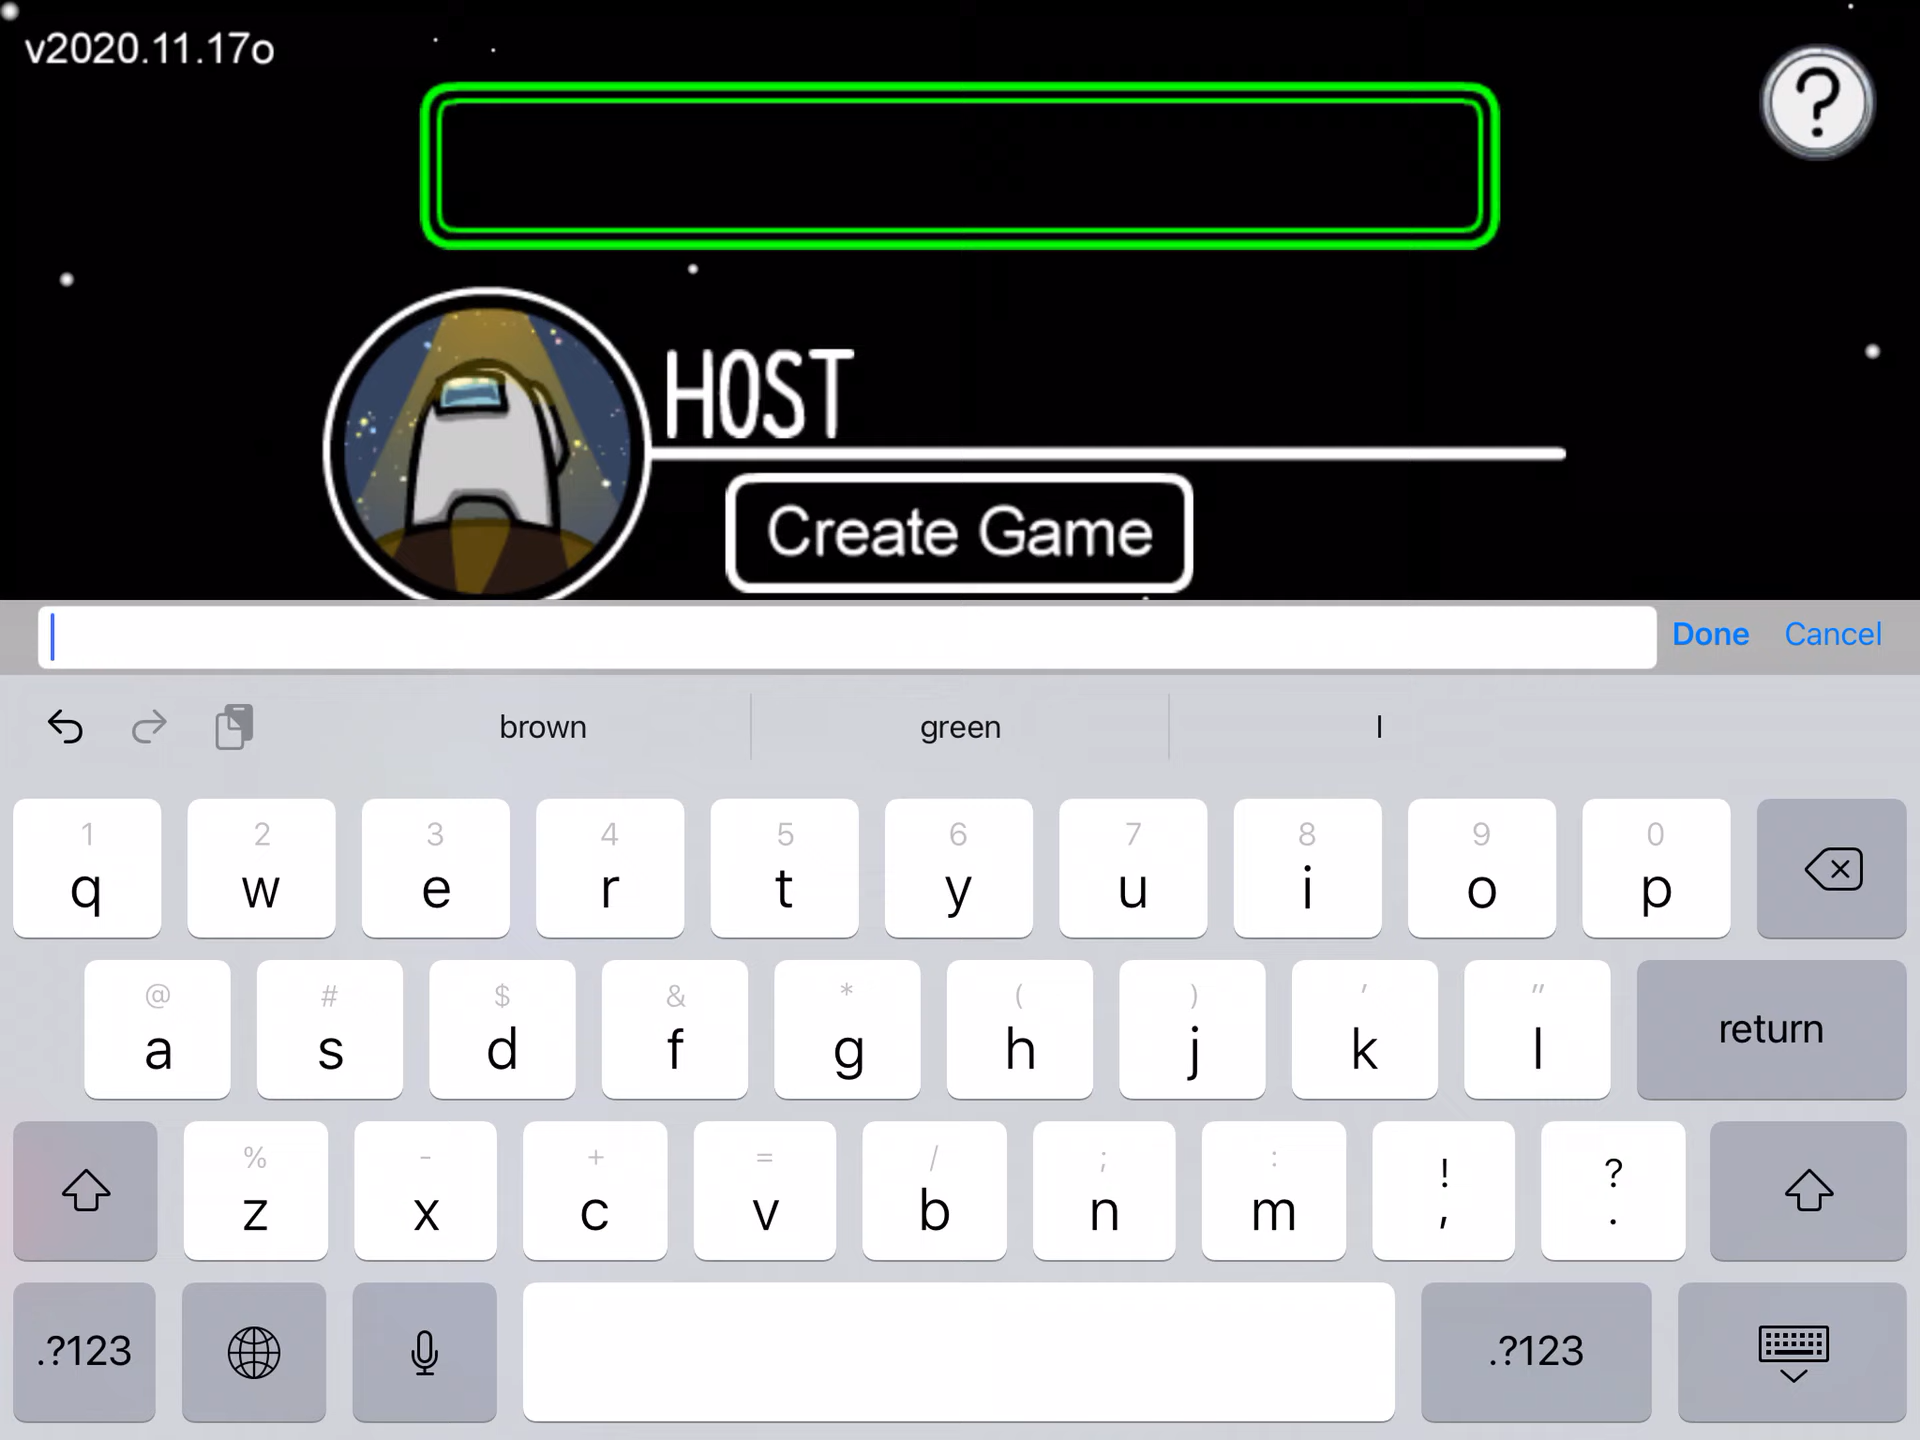 v2020.11.17o
?
HOST
Create Game
Done Cancel
brown green I
1 2 3 4 5 6 7 8 9 0
q w e r t y u i o p
@ # $ & * ( ) ' "
a s d f g h j k l return
% - + = / ; : ! ?
z x c v b n m , .
.?123 .?123